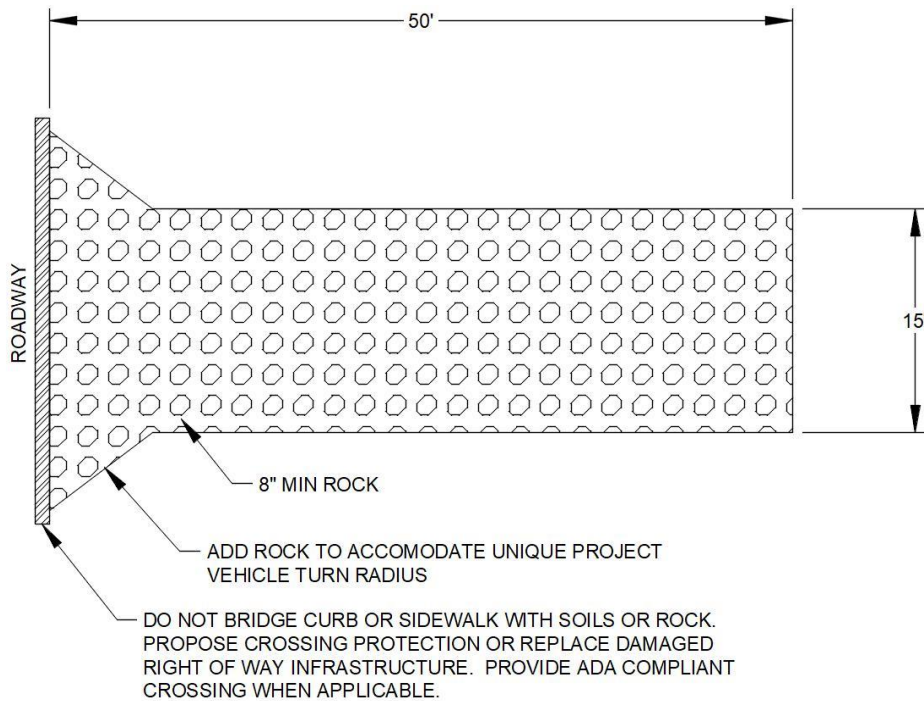 50'
ROADWAY
15
8" MIN ROCK
ADD ROCK TO ACCOMODATE UNIQUE PROJECT
VEHICLE TURN RADIUS
DO NOT BRIDGE CURB OR SIDEWALK WITH SOILS OR ROCK.
PROPOSE CROSSING PROTECTION OR REPLACE DAMAGED
RIGHT OF WAY INFRASTRUCTURE. PROVIDE ADA COMPLIANT
CROSSING WHEN APPLICABLE.